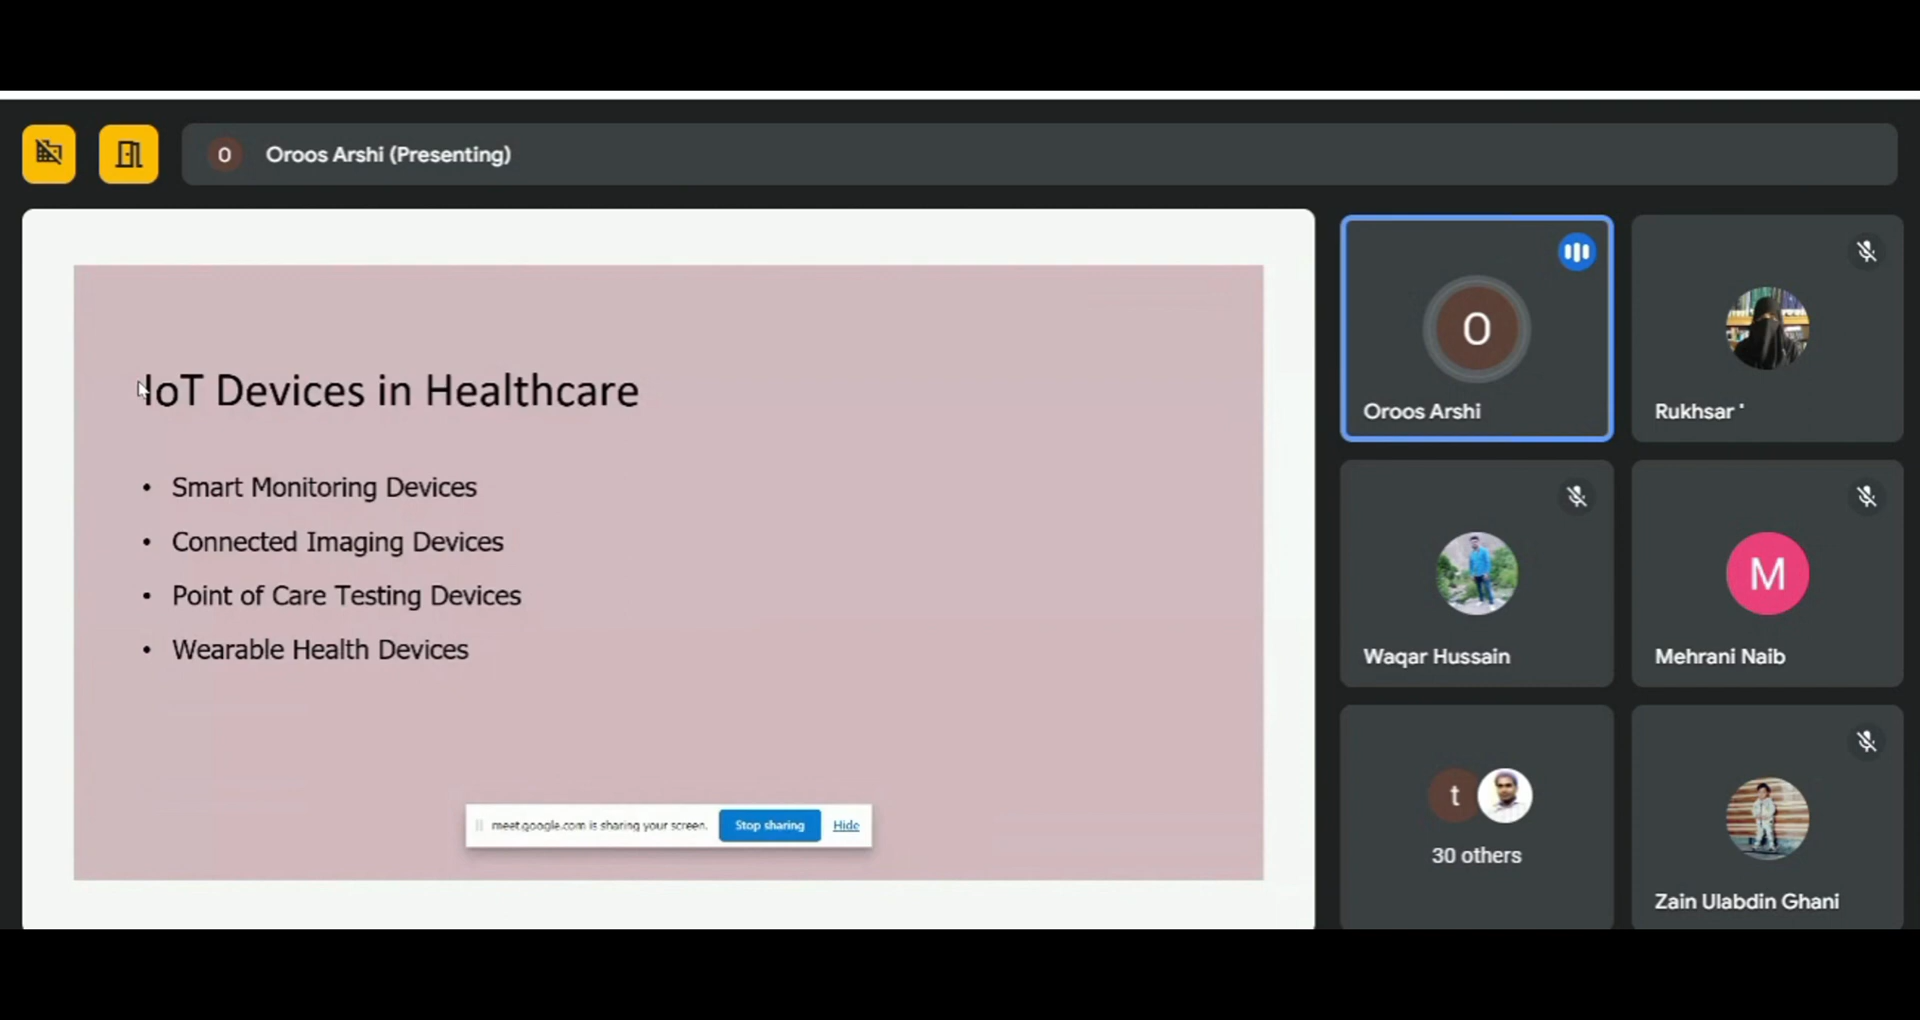 O Oroos Arshi (Presenting)
IoT Devices in Healthcare
• Smart Monitoring Devices
• Connected Imaging Devices
• Point of Care Testing Devices
• Wearable Health Devices
meet.google.com is sharing your screen. Stop sharing Hide
O
Oroos Arshi
Rukhsar
Waqar Hussain
M
Mehrani Naib
t
30 others
Zain Ulabdin Ghani